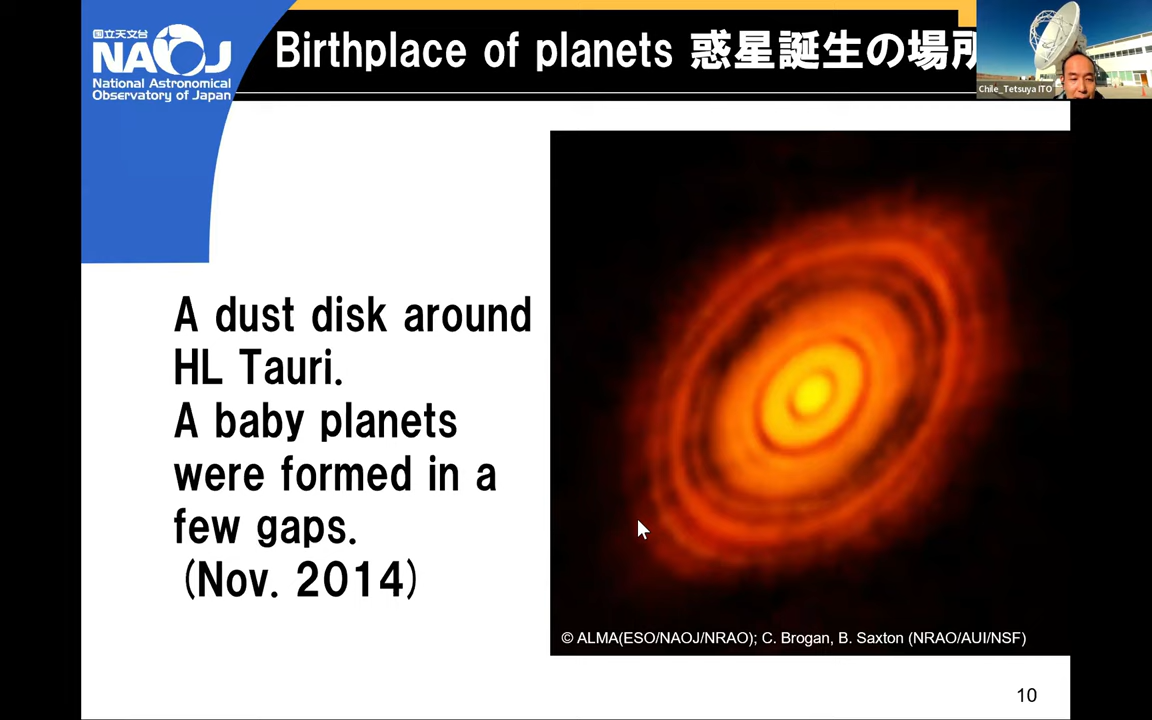 国立天文台
NAOJ
National Astronomical
Observatory of Japan
Birthplace of planets 惑星誕生の場所
Chile_Tetsuya ITO
A dust disk around
HL Tauri.
A baby planets
were formed in a
few gaps.
(Nov. 2014)
© ALMA(ESO/NAOJ/NRAO); C. Brogan, B. Saxton (NRAO/AUI/NSF)
10